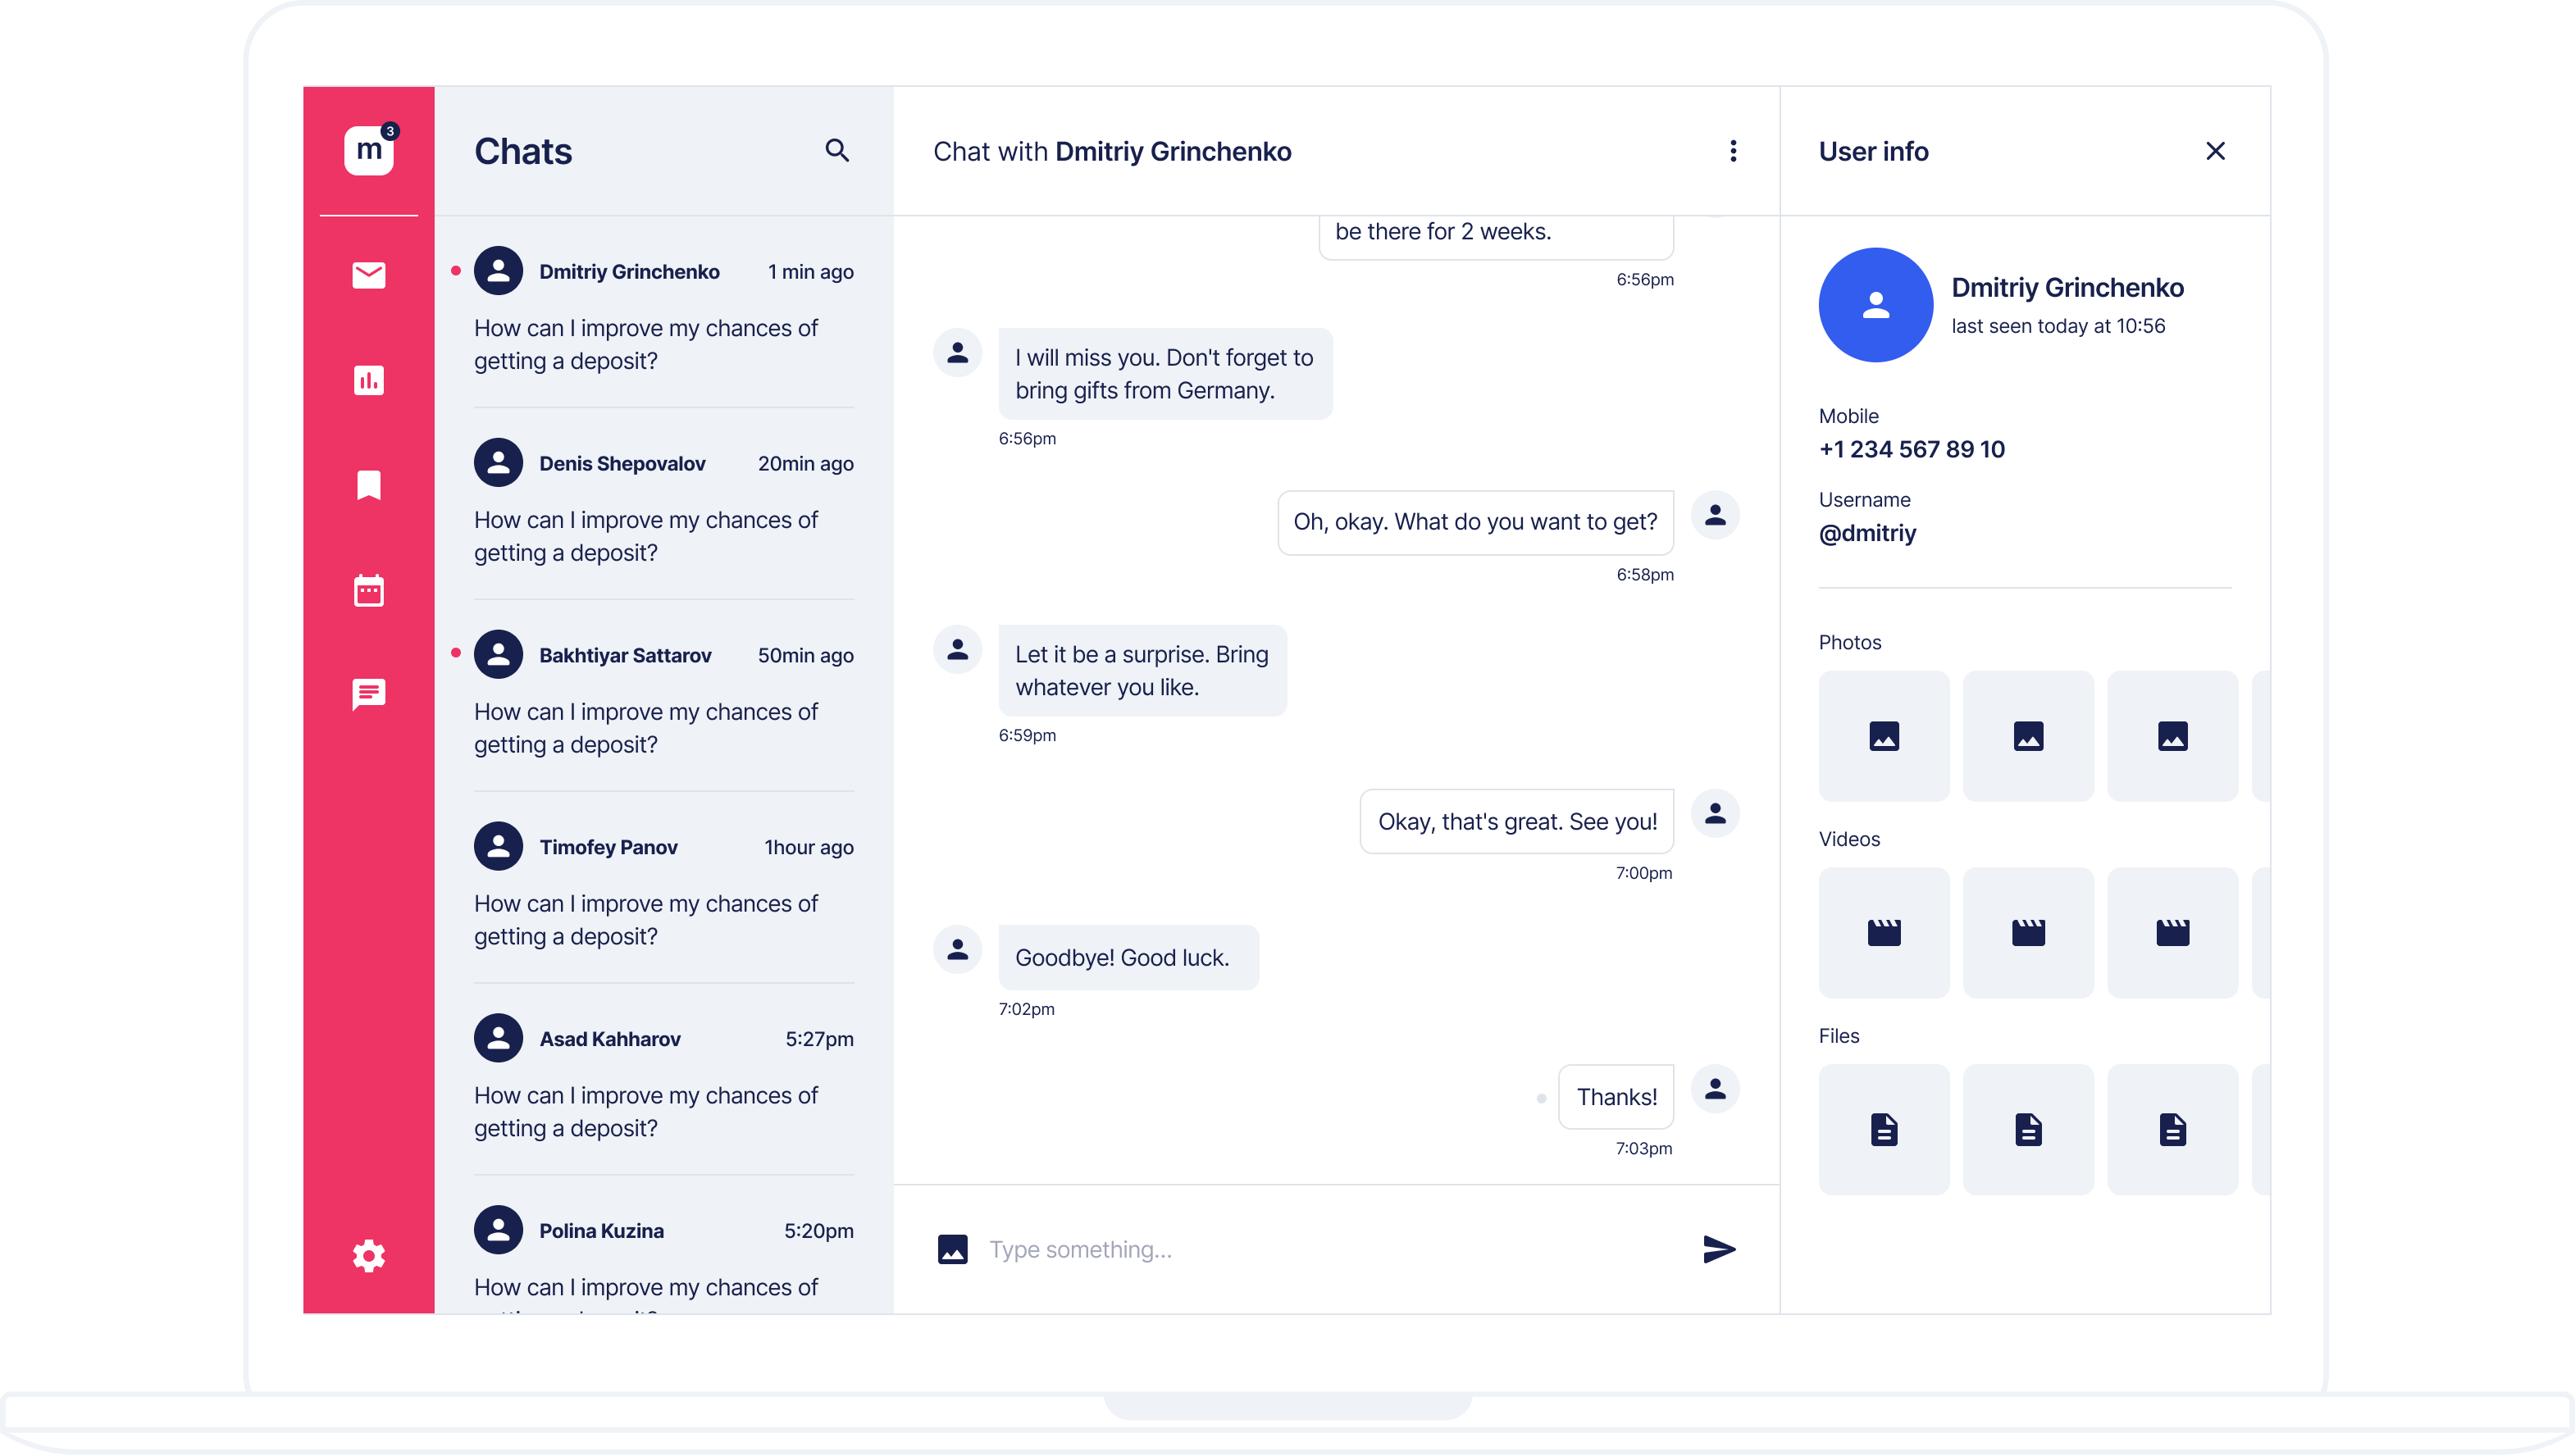 m
3
Chats
Dmitriy Grinchenko
1 min ago
How can I improve my chances of
getting a deposit?
Denis Shepovalov
20min ago
How can I improve my chances of
getting a deposit?
Bakhtiyar Sattarov
50min ago
How can I improve my chances of
getting a deposit?
Timofey Panov
1hour ago
How can I improve my chances of
getting a deposit?
Asad Kahharov
5:27pm
How can I improve my chances of
getting a deposit?
Polina Kuzina
5:20pm
How can I improve my chances of
Chat with Dmitriy Grinchenko
be there for 2 weeks.
6:56pm
I will miss you. Don't forget to
bring gifts from Germany.
6:56pm
Oh, okay. What do you want to get?
6:58pm
Let it be a surprise. Bring
whatever you like.
6:59pm
Okay, that's great. See you!
7:00pm
Goodbye! Good luck.
7:02pm
Thanks!
7:03pm
Type something...
User info
Dmitriy Grinchenko
last seen today at 10:56
Mobile
+1 234 567 89 10
Username
@dmitriy
Photos
Videos
Files